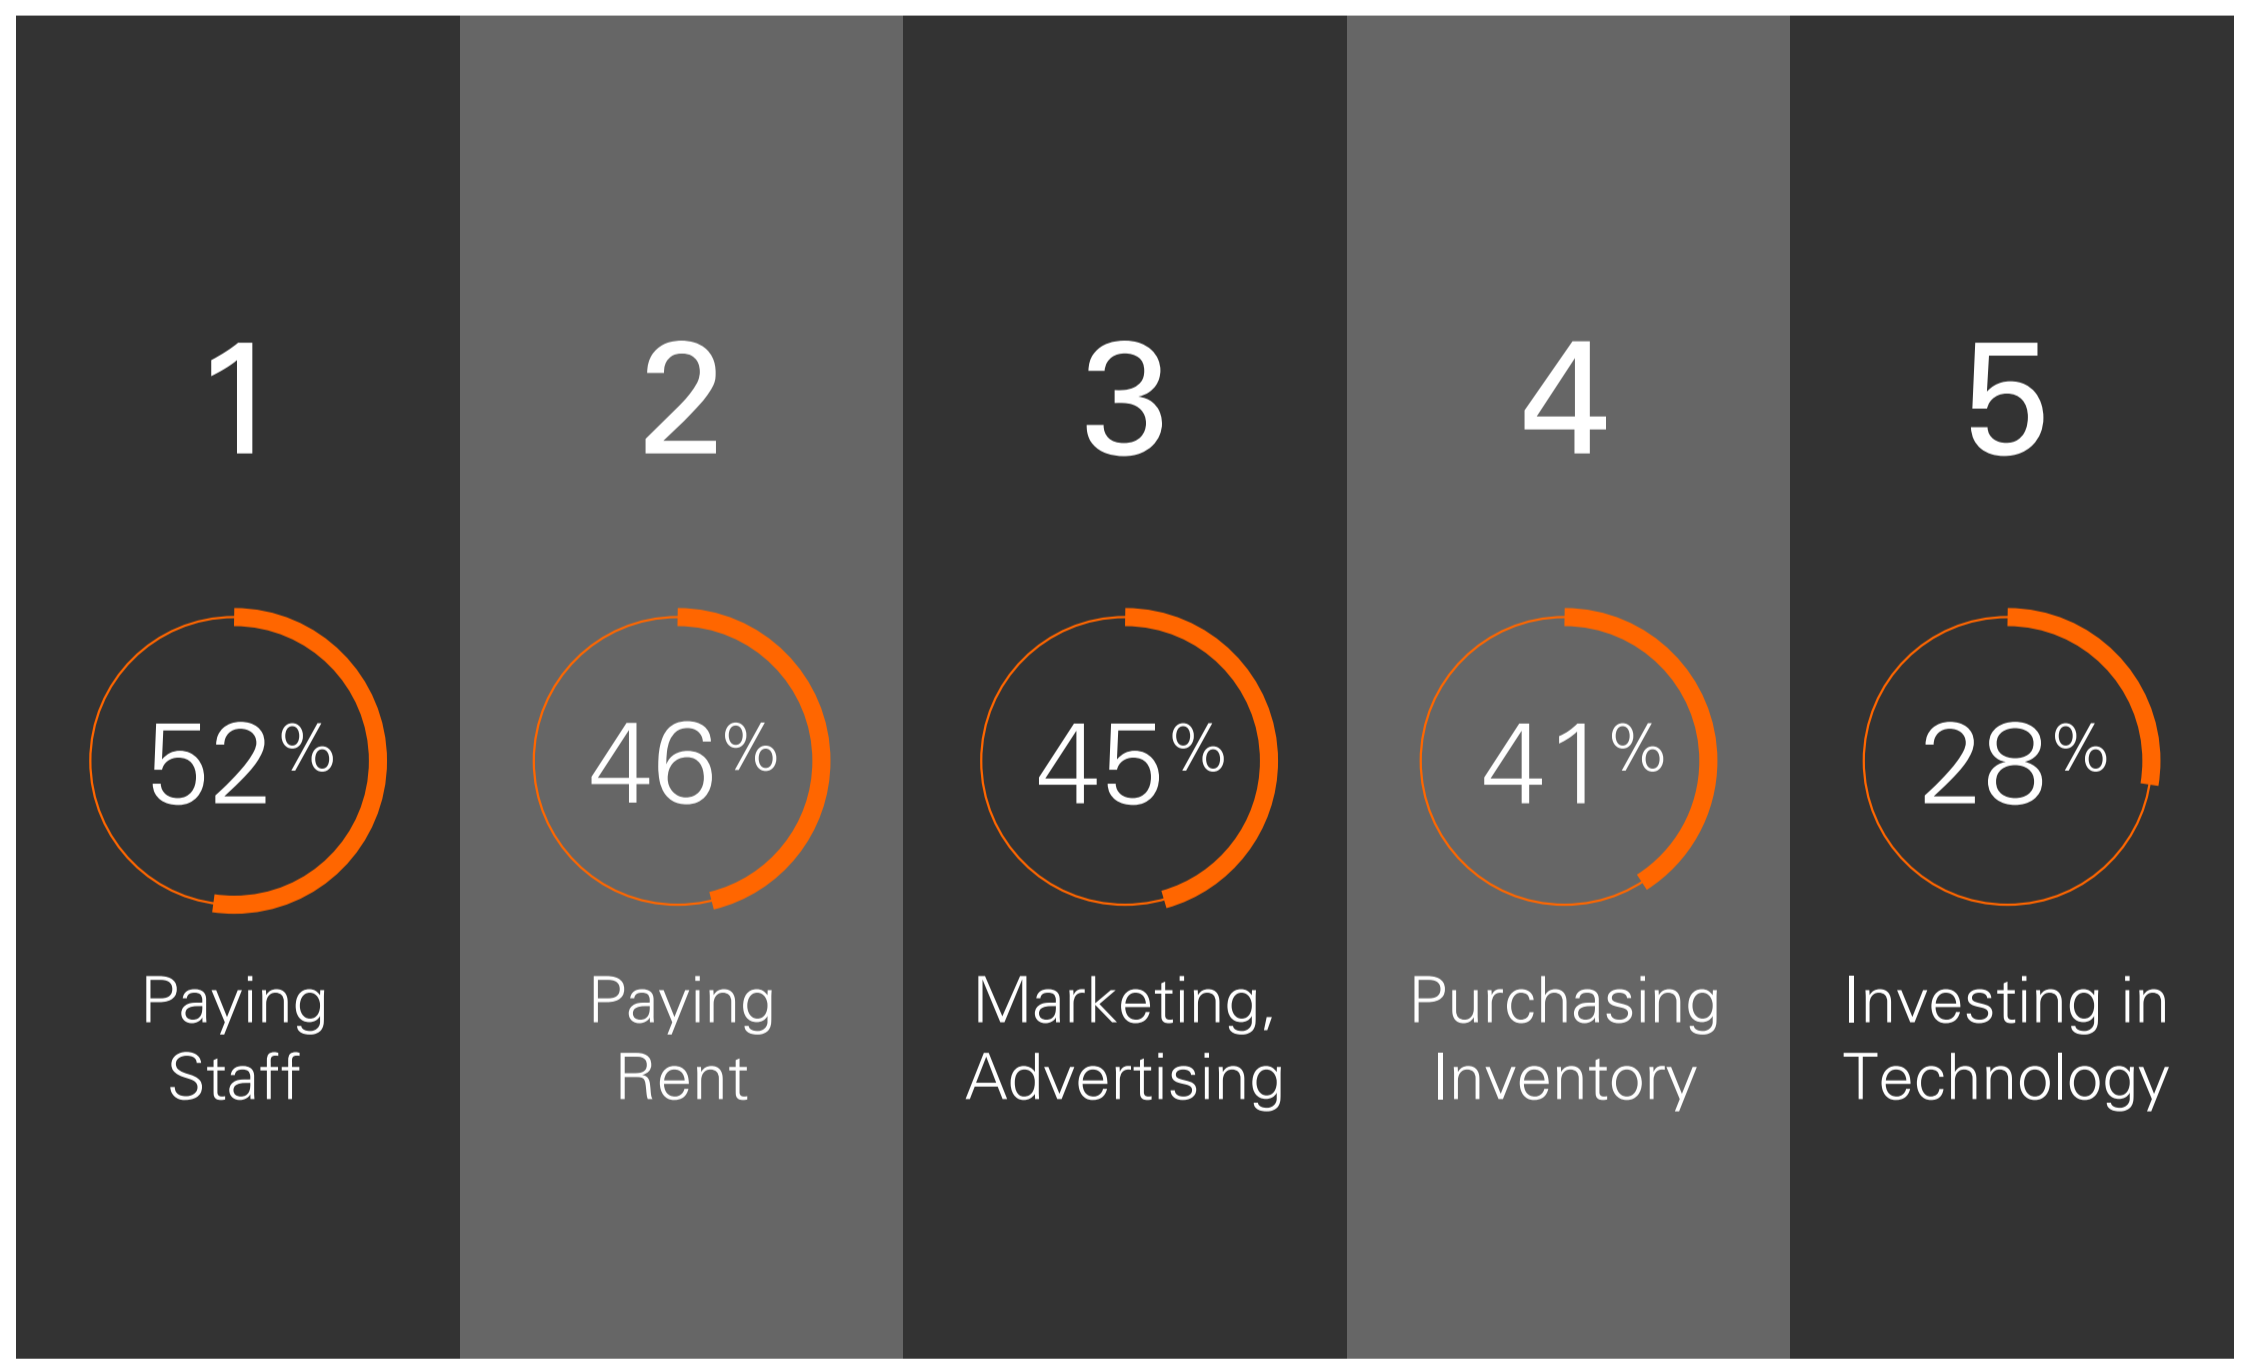 1
52%
Paying
Staff
2
46%
Paying
Rent
3
45%
Marketing,
Advertising
4
41%
Purchasing
Inventory
5
28%
Investing in
Technology